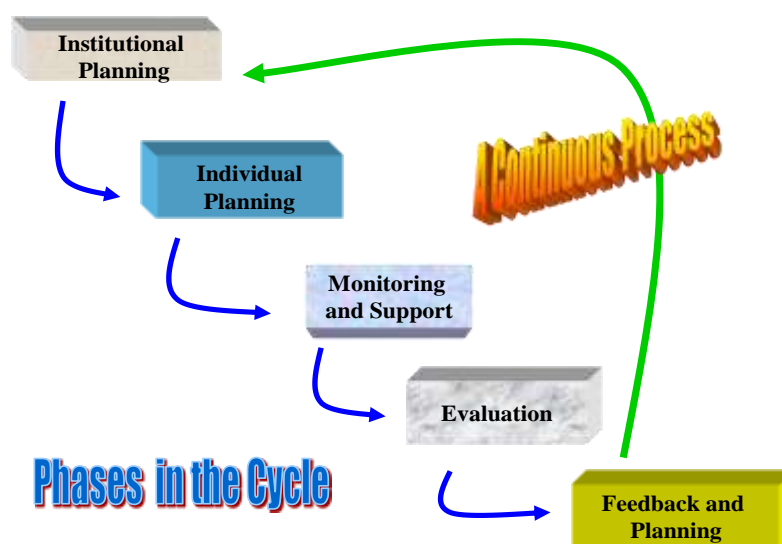 Institutional
Planning
A Continuous Process
Individual
Planning
Monitoring
and Support
Evaluation
Phases in the Cycle
Feedback and
Planning